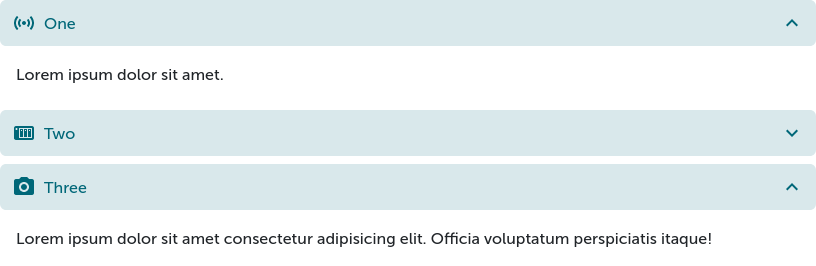 One
Lorem ipsum dolor sit amet.
Two
Three
Lorem ipsum dolor sit amet consectetur adipisicing elit. Officia voluptatum perspiciatis itaque!